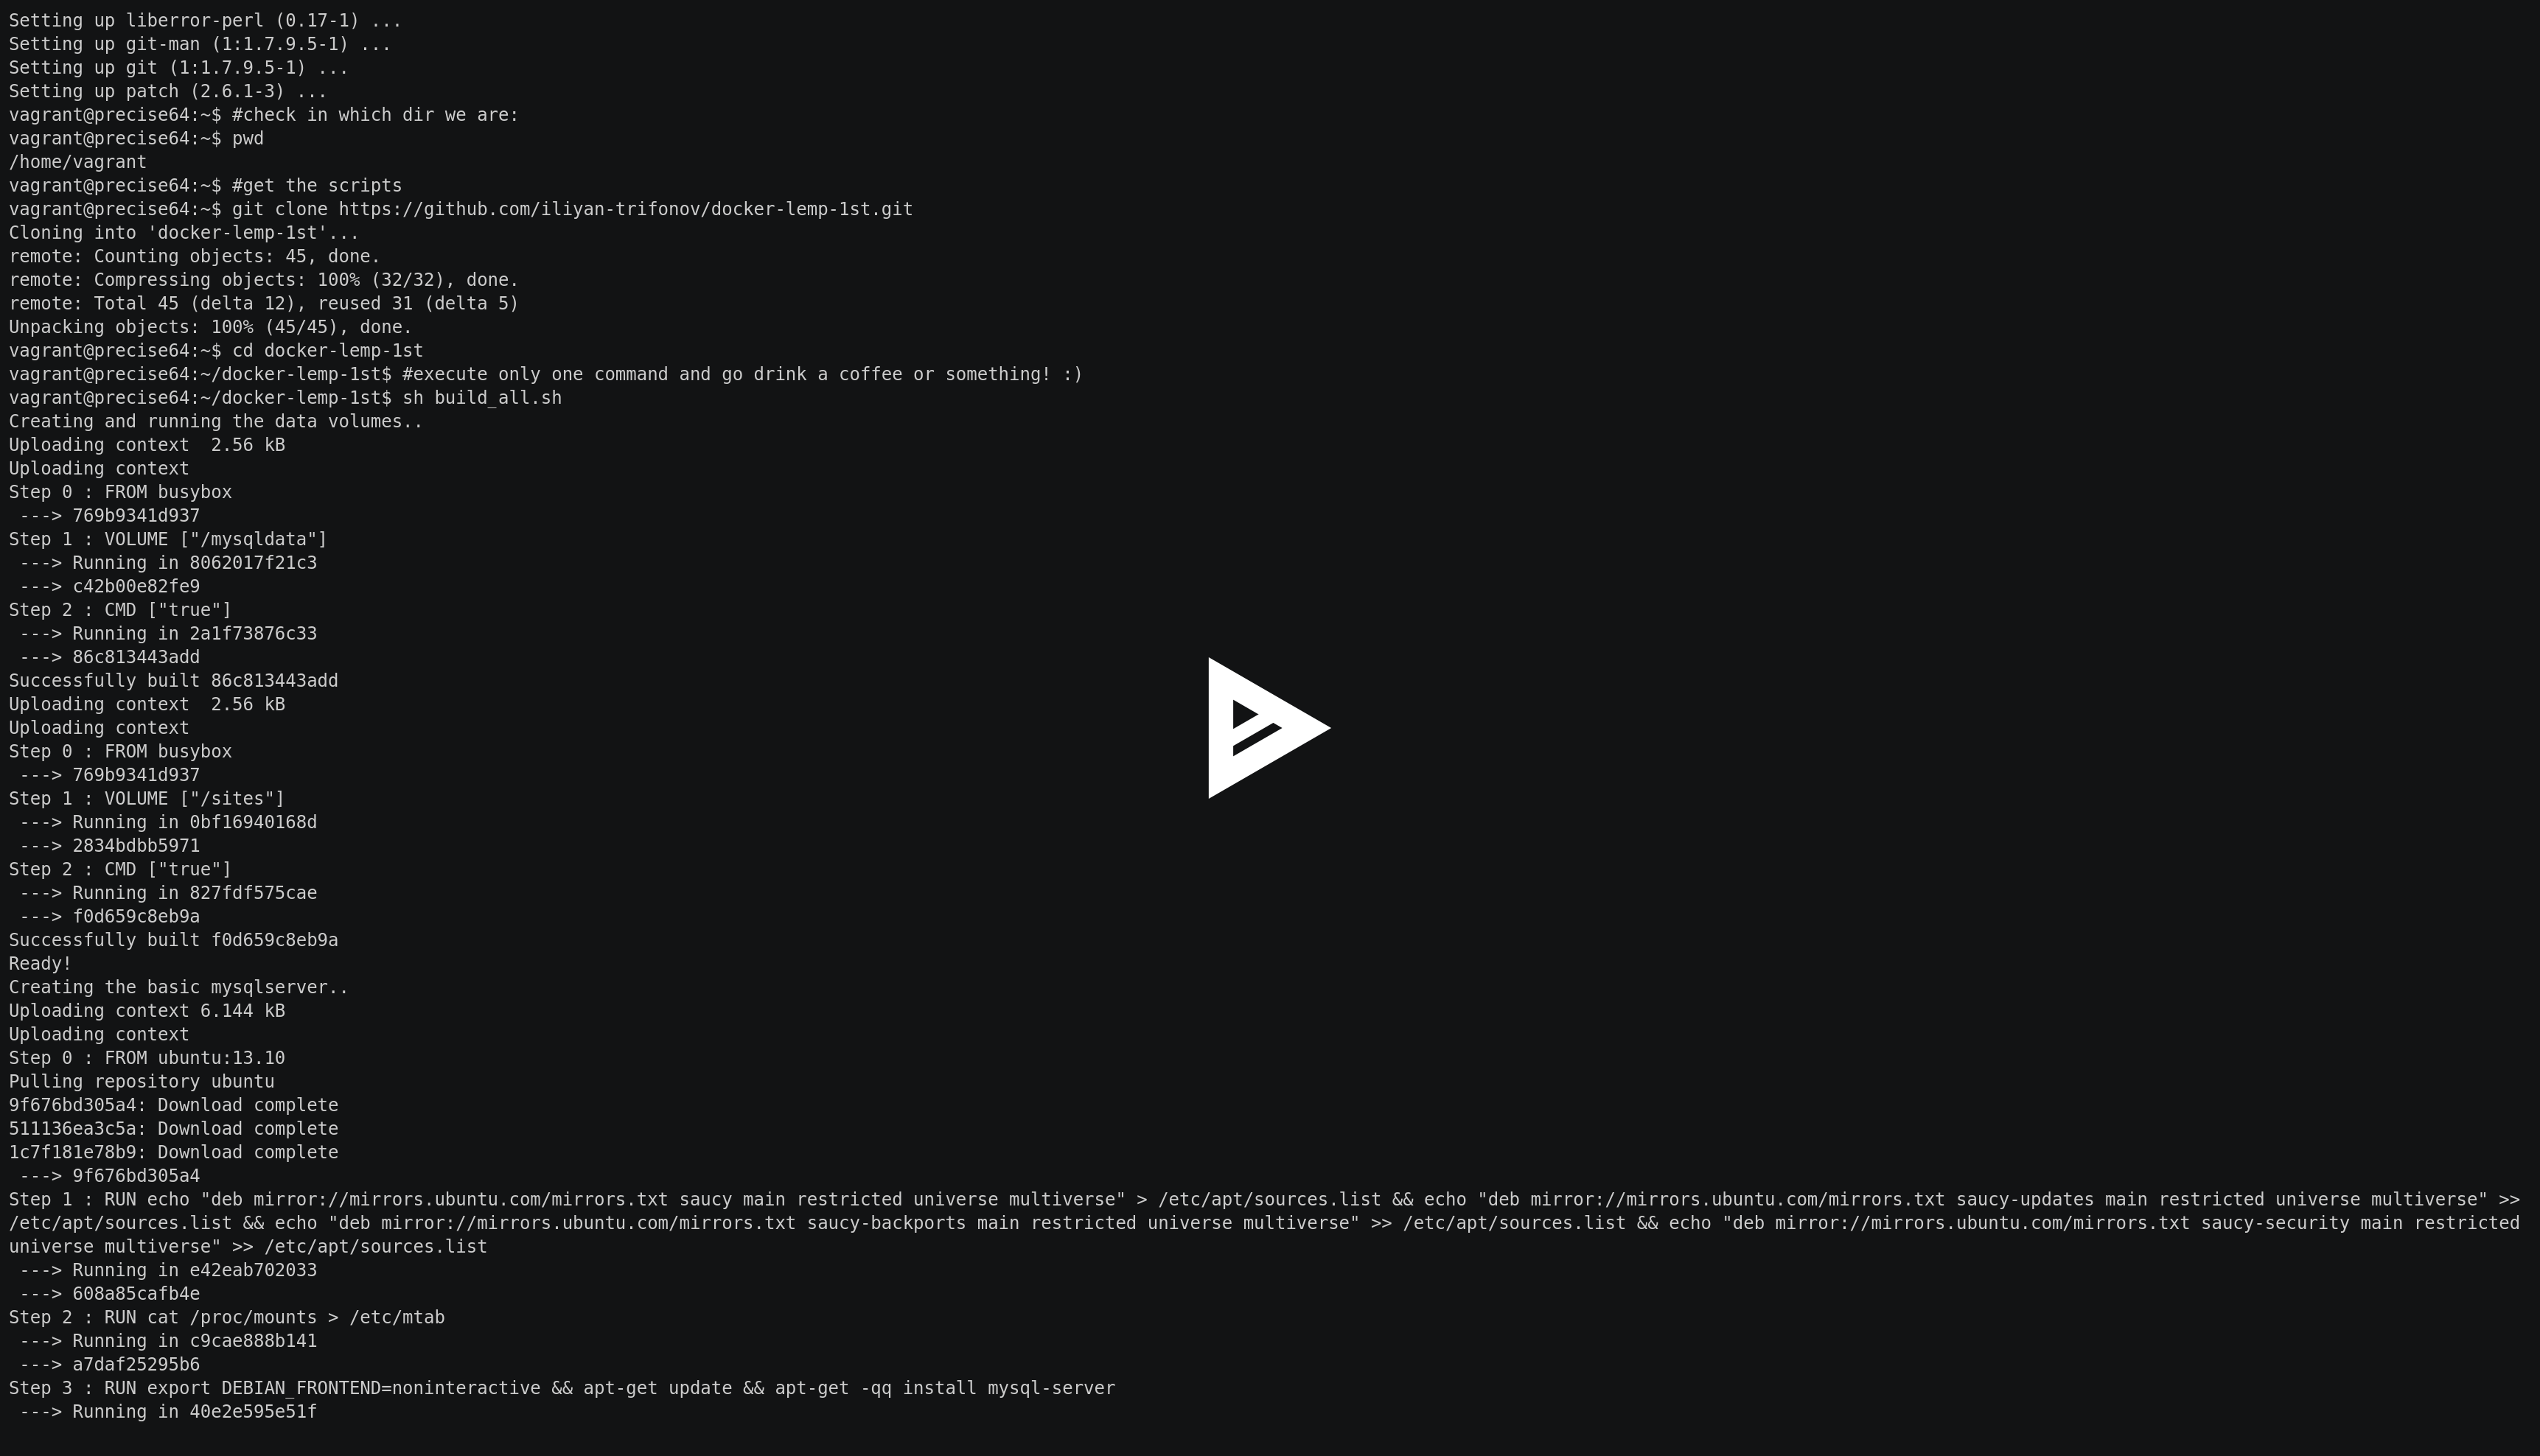 Setting up liberror-perl (0.17-1) ...
Setting up git-man (1:1.7.9.5-1) ...
Setting up git (1:1.7.9.5-1) ...
Setting up patch (2.6.1-3) ...
vagrant@precise64:~$ #check in which dir we are:
vagrant@precise64:~$ pwd
/home/vagrant
vagrant@precise64:~$ #get the scripts
vagrant@precise64:~$ git clone https://github.com/iliyan-trifonov/docker-lemp-1st.git
Cloning into 'docker-lemp-1st'...
remote: Counting objects: 45, done.
remote: Compressing objects: 100% (32/32), done.
remote: Total 45 (delta 12), reused 31 (delta 5)
Unpacking objects: 100% (45/45), done.
vagrant@precise64:~$ cd docker-lemp-1st
vagrant@precise64:~/docker-lemp-1st$ #execute only one command and go drink a coffee or something! :)
vagrant@precise64:~/docker-lemp-1st$ sh build_all.sh
Creating and running the data volumes..
Uploading context  2.56 kB
Uploading context
Step 0 : FROM busybox
 ---> 769b9341d937
Step 1 : VOLUME ["/mysqldata"]
 ---> Running in 8062017f21c3
 ---> c42b00e82fe9
Step 2 : CMD ["true"]
 ---> Running in 2a1f73876c33
 ---> 86c813443add
Successfully built 86c813443add
Uploading context  2.56 kB
Uploading context
Step 0 : FROM busybox
 ---> 769b9341d937
Step 1 : VOLUME ["/sites"]
 ---> Running in 0bf16940168d
 ---> 2834bdbb5971
Step 2 : CMD ["true"]
 ---> Running in 827fdf575cae
 ---> f0d659c8eb9a
Successfully built f0d659c8eb9a
Ready!
Creating the basic mysqlserver..
Uploading context 6.144 kB
Uploading context
Step 0 : FROM ubuntu:13.10
Pulling repository ubuntu
9f676bd305a4: Download complete
511136ea3c5a: Download complete
1c7f181e78b9: Download complete
 ---> 9f676bd305a4
Step 1 : RUN echo "deb mirror://mirrors.ubuntu.com/mirrors.txt saucy main restricted universe multiverse" > /etc/apt/sources.list && echo "deb mirror://mirrors.ubuntu.com/mirrors.txt saucy-updates main restricted universe multiverse" >>
/etc/apt/sources.list && echo "deb mirror://mirrors.ubuntu.com/mirrors.txt saucy-backports main restricted universe multiverse" >> /etc/apt/sources.list && echo "deb mirror://mirrors.ubuntu.com/mirrors.txt saucy-security main restricted
universe multiverse" >> /etc/apt/sources.list
 ---> Running in e42eab702033
 ---> 608a85cafb4e
Step 2 : RUN cat /proc/mounts > /etc/mtab
 ---> Running in c9cae888b141
 ---> a7daf25295b6
Step 3 : RUN export DEBIAN_FRONTEND=noninteractive && apt-get update && apt-get -qq install mysql-server
 ---> Running in 40e2e595e51f